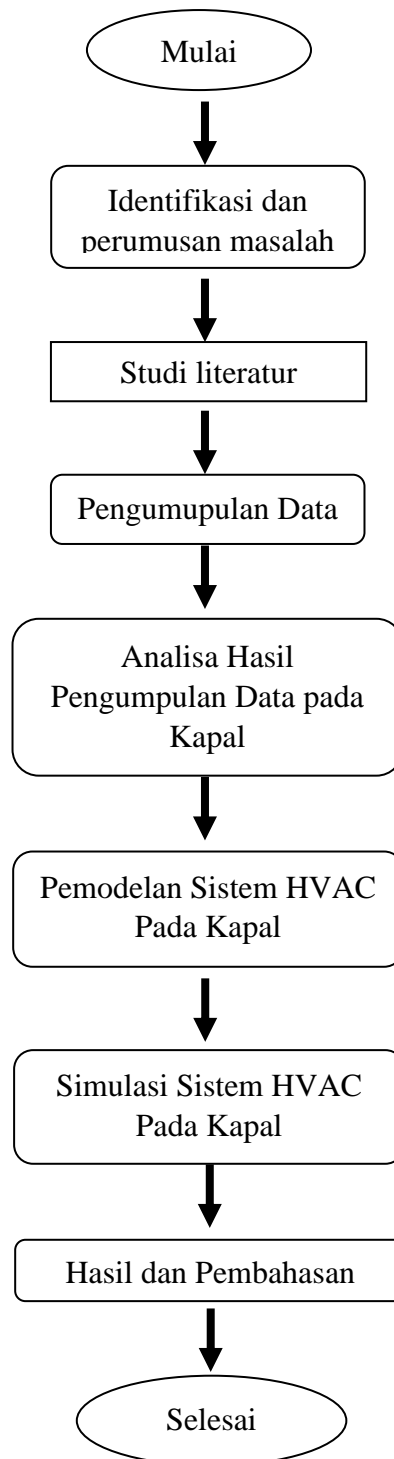 Mulai
Identifikasi dan
perumusan masalah
Studi literatur
Pengumupulan Data
Analisa Hasil
Pengumpulan Data pada
Kapal
Pemodelan Sistem HVAC
Pada Kapal
Simulasi Sistem HVAC
Pada Kapal
Hasil dan Pembahasan
Selesai